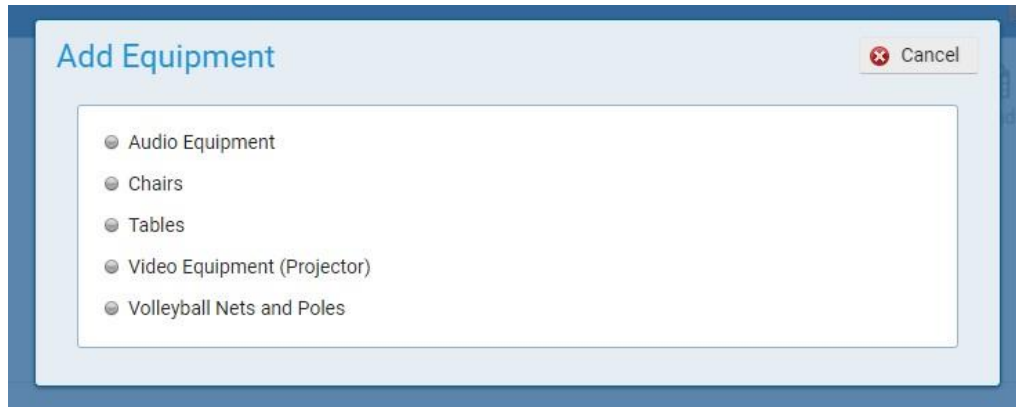 Add Equipment
Cancel
Audio Equipment
Chairs
Tables
Video Equipment (Projector)
Volleyball Nets and Poles